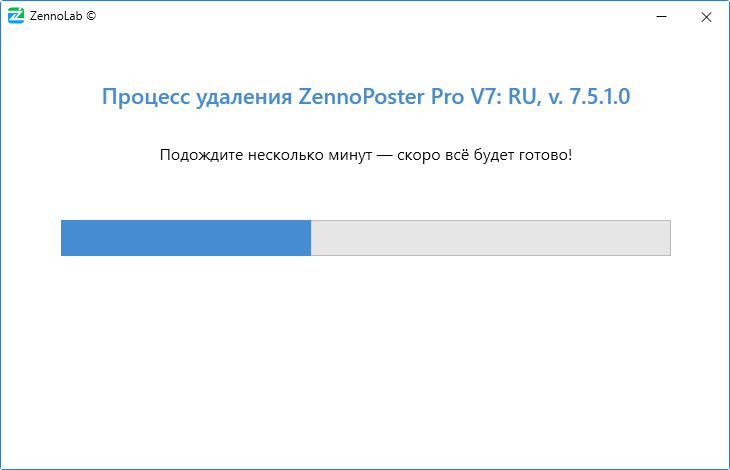 ZennoLab ©
Процесс удаления ZennoPoster Pro V7: RU, v. 7.5.1.0
Подождите несколько минут — скоро всё будет готово!